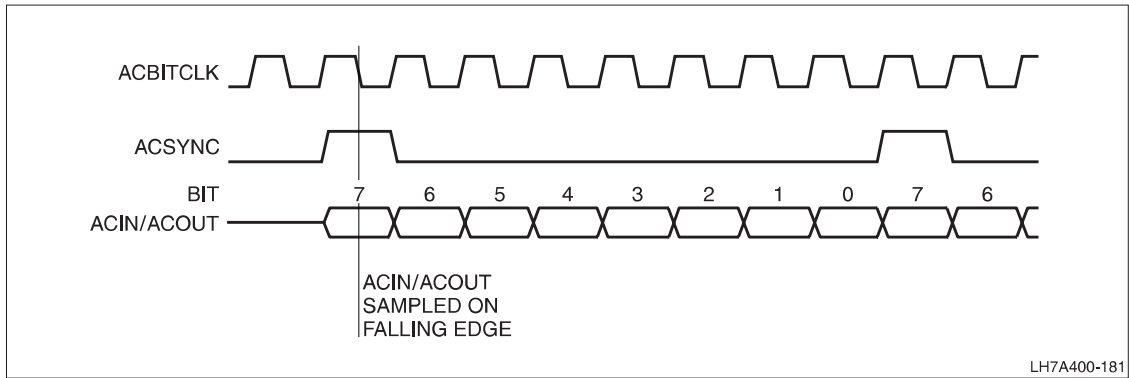 ACBITCLK
ACSYNC
BIT 7 6 5 4 3 2 1 0 7 6
ACIN/ACOUT
ACIN/ACOUT
SAMPLED ON
FALLING EDGE
LH7A400-181